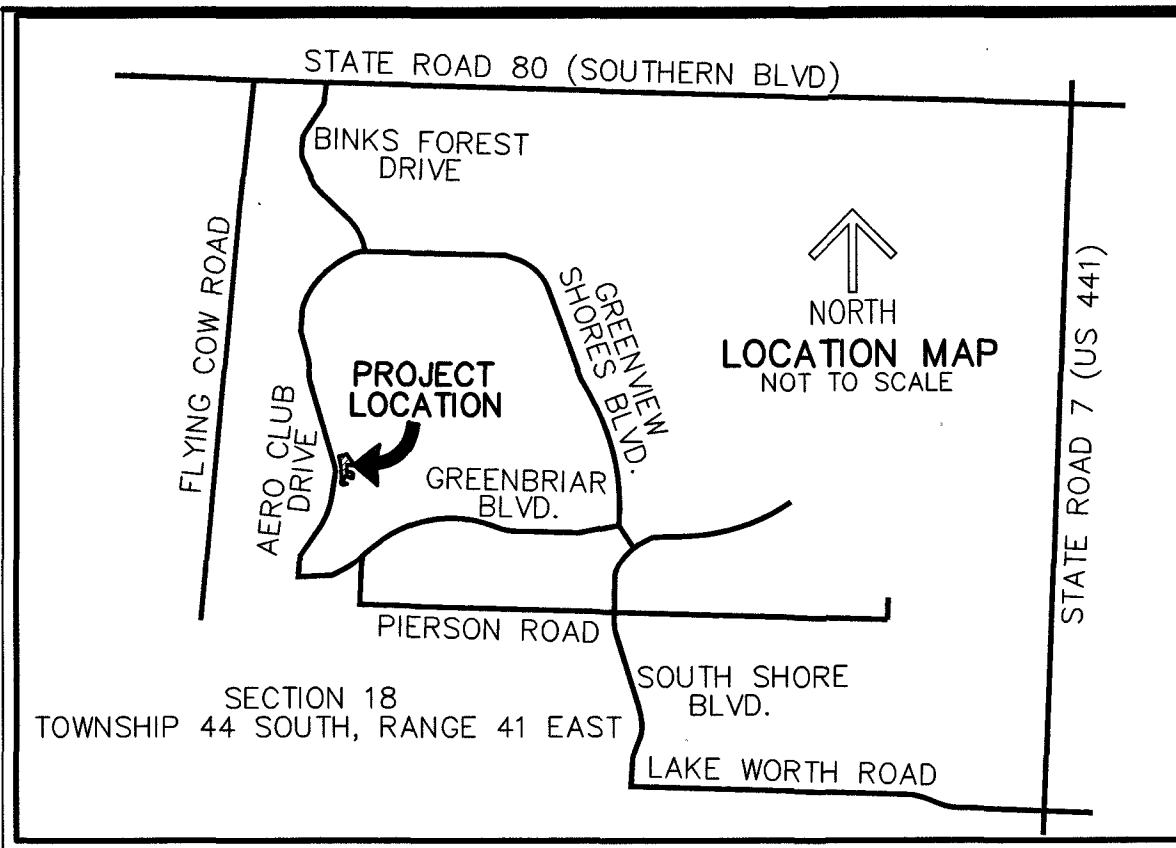 STATE ROAD 80 (SOUTHERN BLVD)
BINKS FOREST
DRIVE
FLYING COW ROAD
GREENVIEW
SHORES BLVD.
NORTH
LOCATION MAP
NOT TO SCALE
STATE ROAD 7 (US 441)
PROJECT
LOCATION
AERO CLUB
DRIVE
GREENBRIAR
BLVD.
PIERSON ROAD
SOUTH SHORE
BLVD.
SECTION 18
TOWNSHIP 44 SOUTH, RANGE 41 EAST
LAKE WORTH ROAD